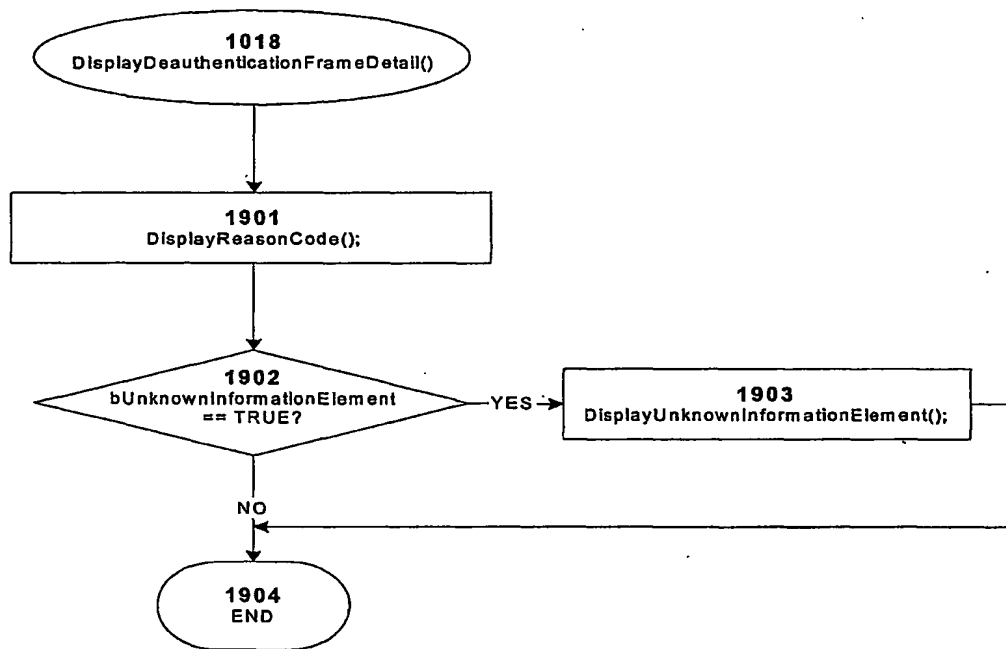 1018
DisplayDeauthenticationFrameDetail()
1901
DisplayReasonCode();
1902
bUnknownInformationElement
== TRUE?
YES
1903
DisplayUnknownInformationElement();
NO
1904
END